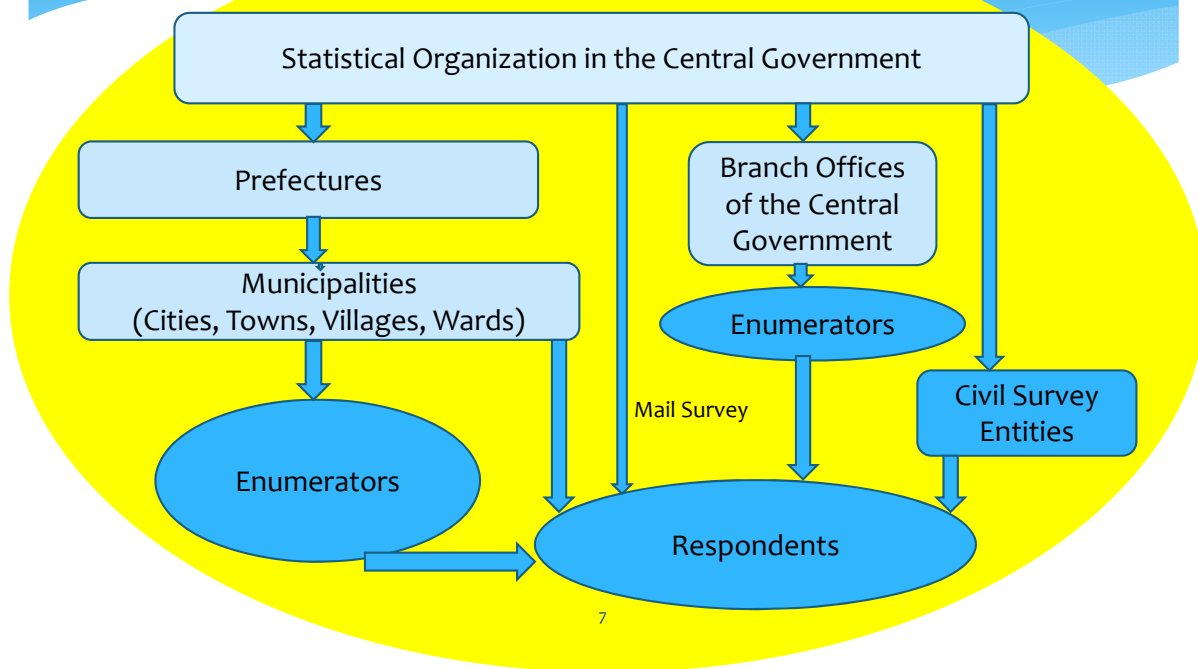 Statistical Organization in the Central Government
Prefectures
Branch Offices
of the Central
Government
Municipalities
(Cities, Towns, Villages, Wards)
Enumerators
Mail Survey
Civil Survey
Entities
Enumerators
Respondents
7